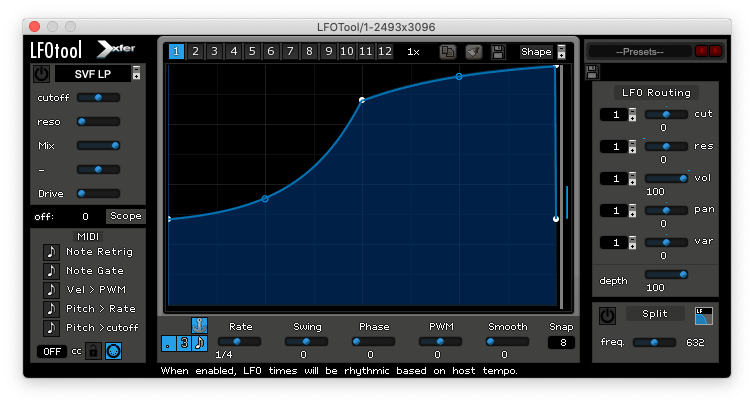 LFOTool/1-2493x3096
LFOtool xfer
1 2 3 4 5 6 7 8 9 10 11 12 1x Shape
--Presets--
SVF LP
cutoff
reso
Mix
–
Drive
off: 0 Scope
MIDI
Note Retrig
Note Gate
Vel > PWM
Pitch > Rate
Pitch >cutoff
OFF cc
. 3
Rate Swing Phase PWM Smooth Snap
1/4 0 0 0 0 8
When enabled, LFO times will be rhythmic based on host tempo.
LFO Routing
1 cut
0
1 res
0
1 vol
100
1 pan
0
1 var
0
depth
100
Split LF
freq. 632